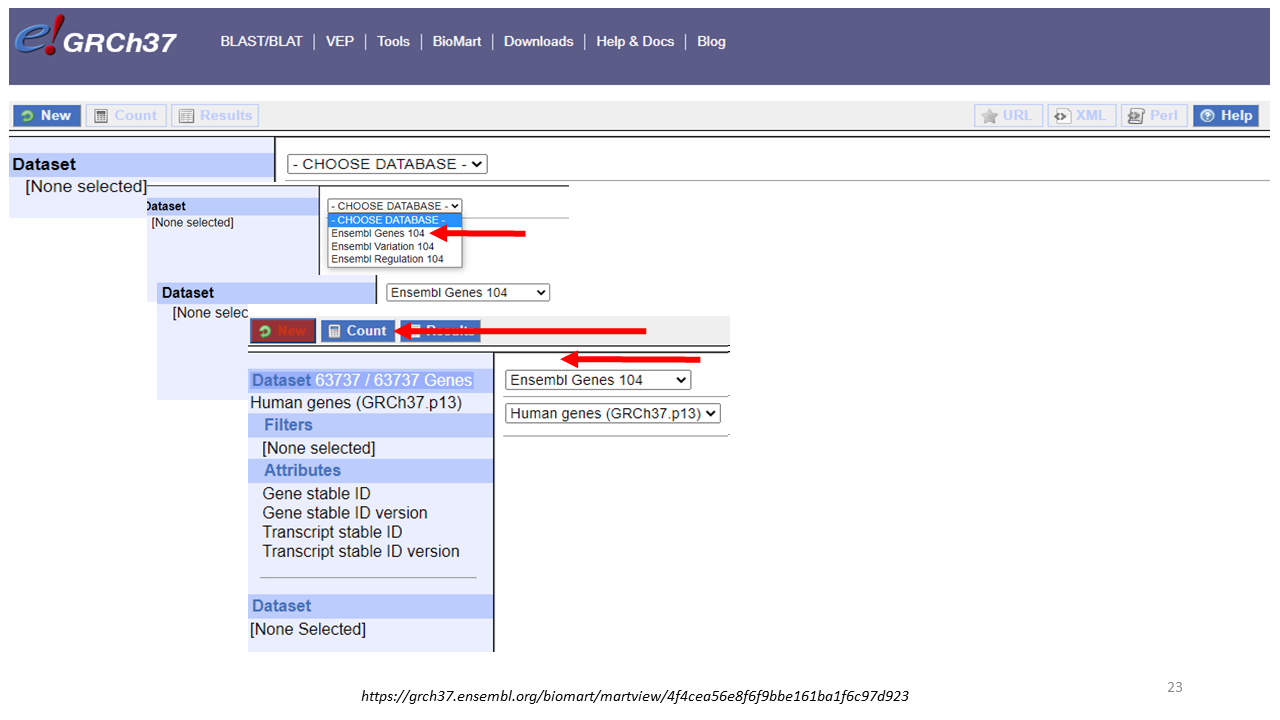 e!GRCh37 BLAST/BLAT | VEP | Tools | BioMart | Downloads | Help & Docs | Blog
New Count Results URL XML Perl Help
Dataset - CHOOSE DATABASE -
[None selected]
Dataset - CHOOSE DATABASE -
[None selected] - CHOOSE DATABASE -
Ensembl Genes 104
Ensembl Variation 104
Ensembl Regulation 104
Dataset Ensembl Genes 104
[None selec
New Count Results
Dataset 63737 / 63737 Genes Ensembl Genes 104
Human genes (GRCh37.p13) Human genes (GRCh37.p13)
Filters
[None selected]
Attributes
Gene stable ID
Gene stable ID version
Transcript stable ID
Transcript stable ID version
Dataset
[None Selected]
https://grch37.ensembl.org/biomart/martview/4f4cea56e8f6f9bbe161ba1f6c97d923
23